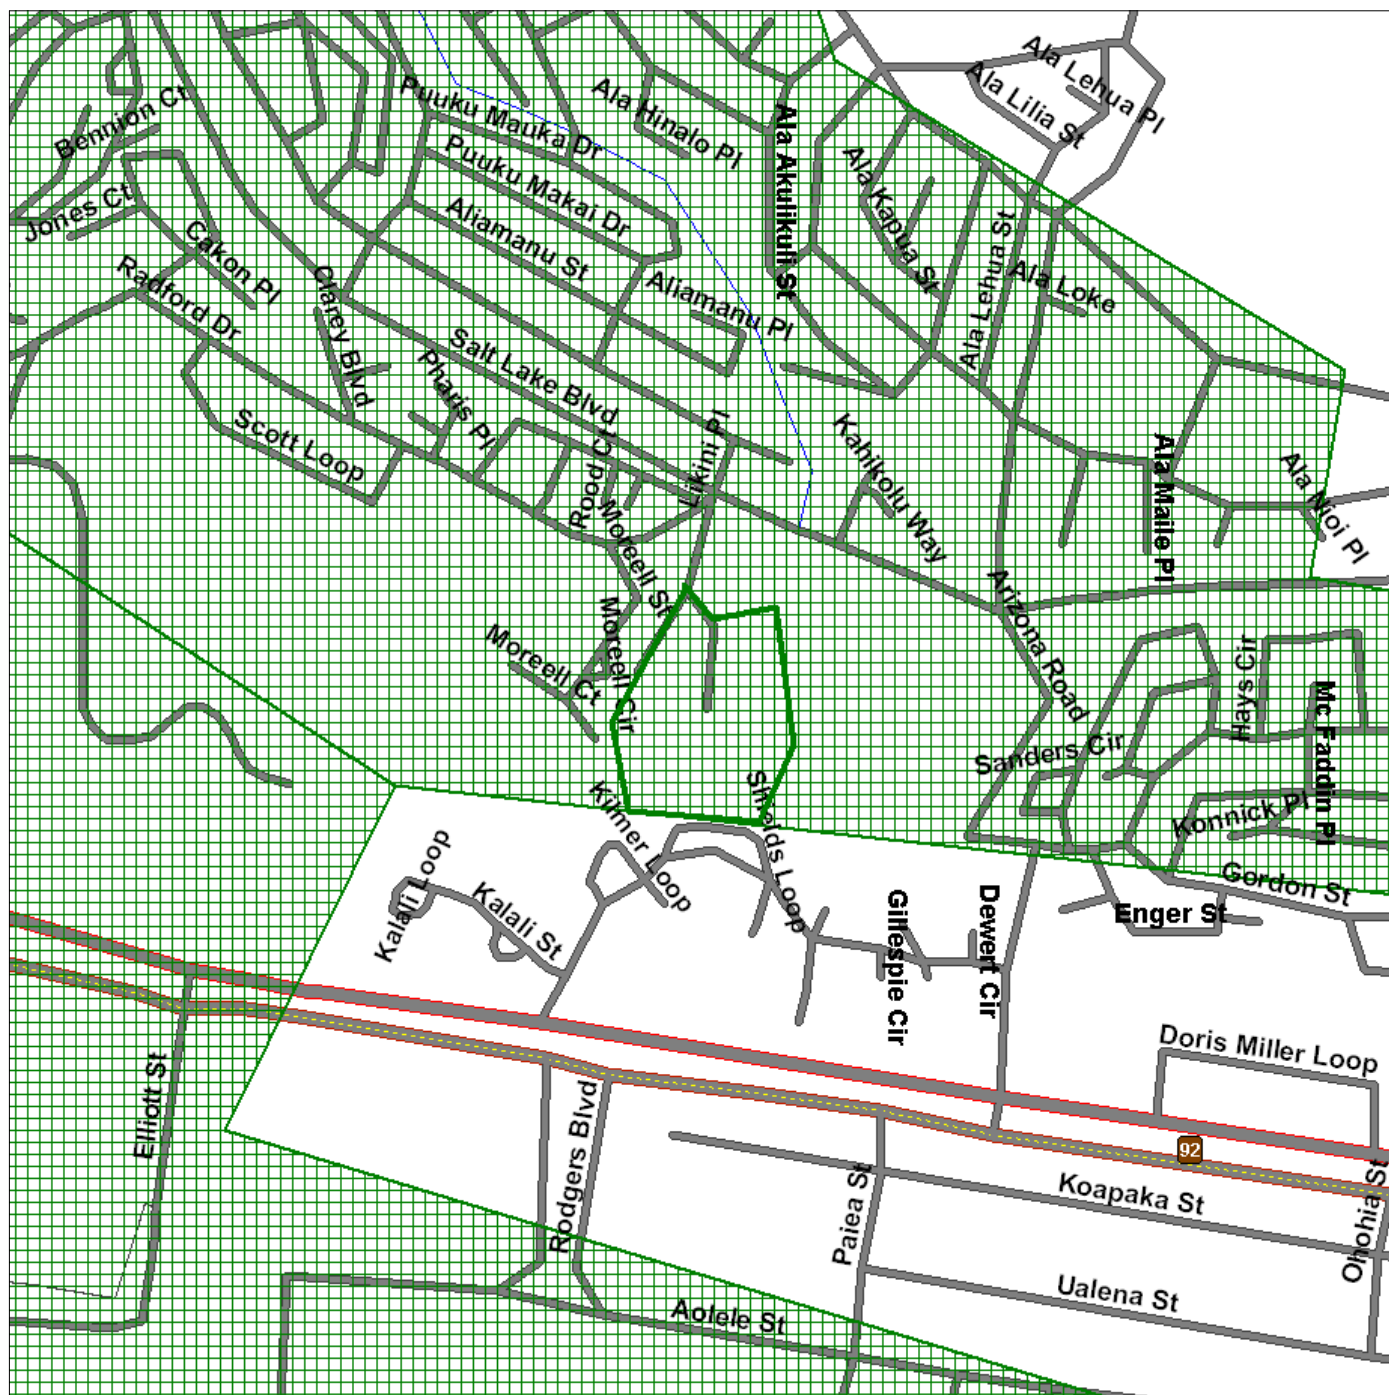 Ala Lehua Pl
Ala Lilia St
Bennion Ct
Puuku Mauka Dr
Ala Hinalo Pl
Ala Akulikuli St
Puuku Makai Dr
Ala Kapua St
Jones Ct
Cakon Pl
Aliamanu St
Ala Lehua St
Radford Dr
Clarey Blvd
Aliamanu Pl
Ala Loke
Salt Lake Blvd
Pharis Pl
Scott Loop
Rood Ct
Likini Pl
Kahikolu Way
Ala Maile Pl
Ala Nioi Pl
Moreell St
Arizona Road
Moreell Ct
Moreell Cir
Hays Cir
Mc Faddin Pl
Sanders Cir
Kilmer Loop
Shields Loop
Konnick Pl
Kalali Loop
Kalali St
Gillespie Cir
Dewert Cir
Gordon St
Enger St
Doris Miller Loop
Elliott St
Rodgers Blvd
92
Paiea St
Koapaka St
Ohohia St
Ualena St
Aolele St